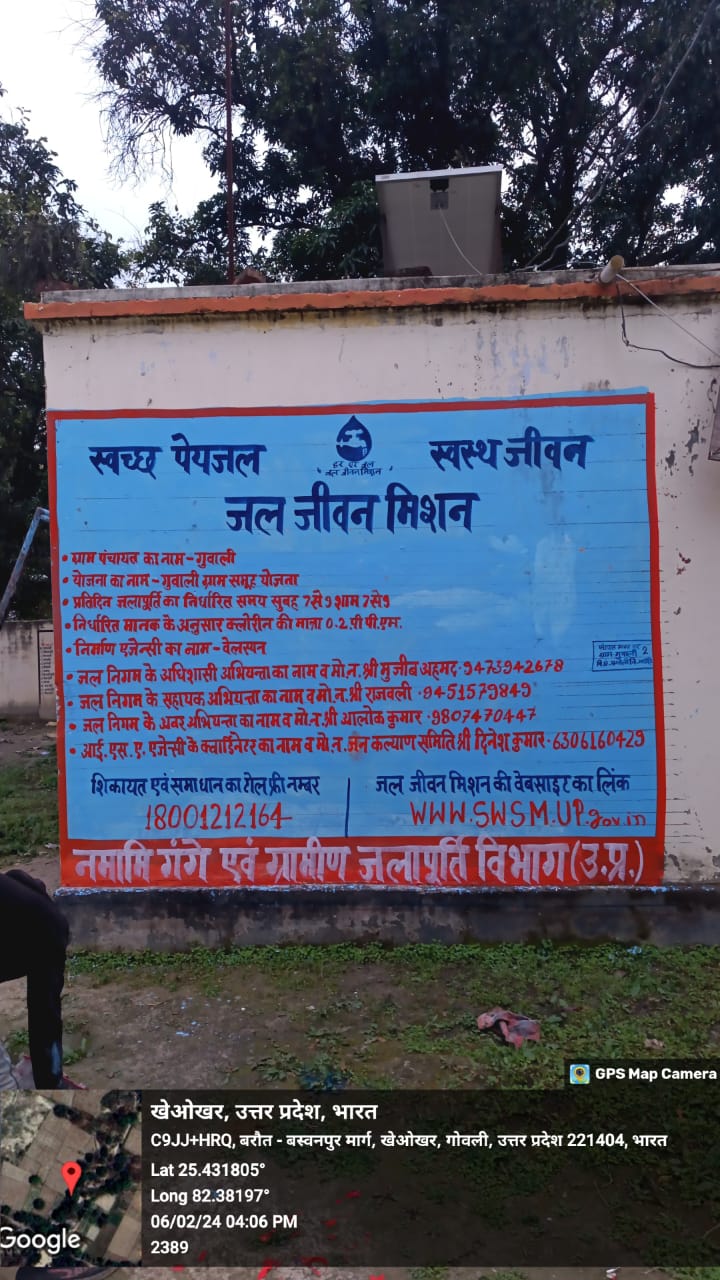 स्वच्छ पेयजल
हर घर जल
जल जीवन मिशन
स्वस्थ जीवन
जल जीवन मिशन
• ग्राम पंचायत का नाम - गुवाली
• योजना का नाम - गुवाली ग्राम समूह योजना
• प्रतिदिन जलापूर्ति का निर्धारित समय सुबह 7 से 9 शाम 7 से 9
• निर्धारित मानक के अनुसार क्लोरीन की मात्रा 0.2 पी पी.एम.
• निर्माण एजेन्सी का नाम - वेलस्पन
• जल निगम के अधिशासी अभियन्ता का नाम व मो.न. श्री मुजीब अहमद - 9473942678
• जल निगम के सहायक अभियन्ता का नाम व मो.न. श्री राजवली - 9451579849
• जल निगम के अवर अभियन्ता का नाम व मो.न. श्री आलोक कुमार - 9807470447
• आई.एस.ए. एजेन्सी के क्वार्डिनेटर का नाम व मो.न. जन कल्याण समिति श्री दिनेश कुमार - 6306160429
शिकायत एवं समाधान का टोल फ्री नम्बर
18001212164
जल जीवन मिशन की वेबसाइट का लिंक
WWW.SWSM.UP.gov.in
नमामि गंगे एवं ग्रामीण जलापूर्ति विभाग (उ.प्र.)
GPS Map Camera
खेओखर, उत्तर प्रदेश, भारत
C9JJ+HRQ, बरौत - बस्वनपुर मार्ग, खेओखर, गोवली, उत्तर प्रदेश 221404, भारत
Lat 25.431805°
Long 82.38197°
06/02/24 04:06 PM
2389
Google